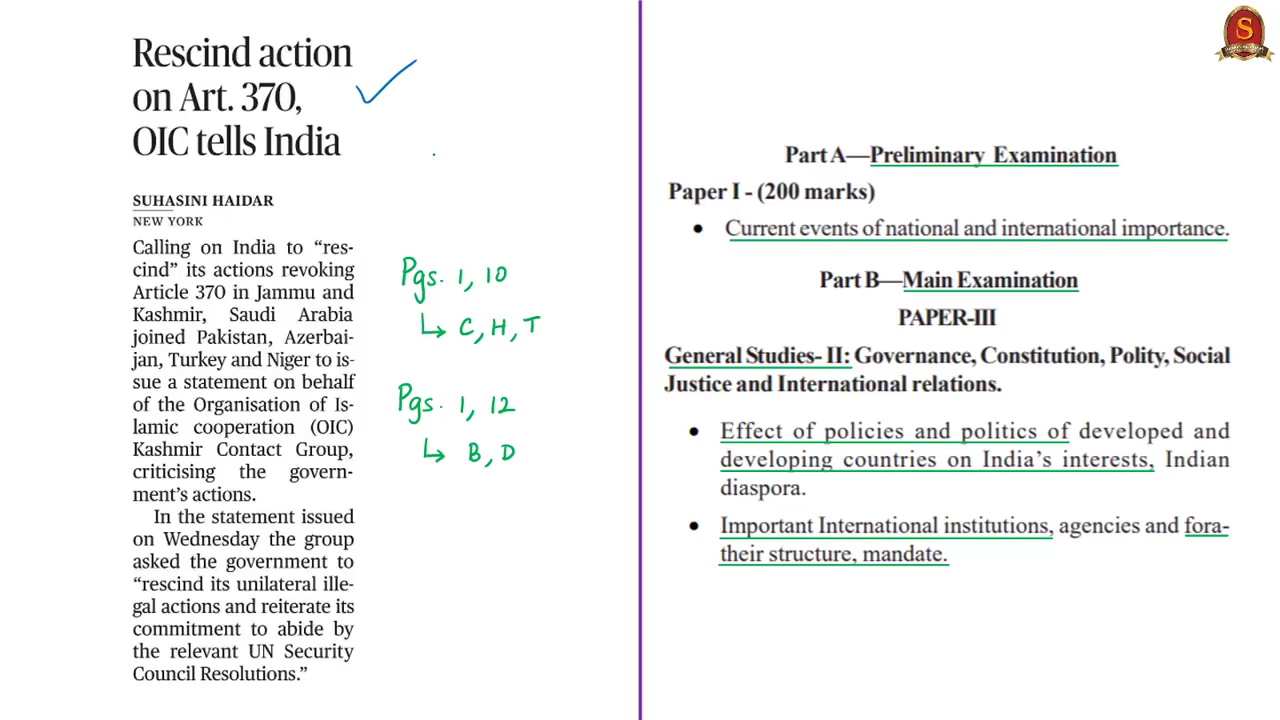 Rescind action
on Art. 370,
OIC tells India
SUHASINI HAIDAR
NEW YORK
Calling on India to “res-
cind” its actions revoking
Article 370 in Jammu and
Kashmir, Saudi Arabia
joined Pakistan, Azerbai-
jan, Turkey and Niger to is-
sue a statement on behalf
of the Organisation of Is-
lamic cooperation (OIC)
Kashmir Contact Group,
criticising the govern-
ment’s actions.
In the statement issued
on Wednesday the group
asked the government to
“rescind its unilateral ille-
gal actions and reiterate its
commitment to abide by
the relevant UN Security
Council Resolutions.”
Pgs. 1, 10
↳ C, H, T
Pgs. 1, 12
↳ B, D
S
Part A—Preliminary Examination
Paper I - (200 marks)
• Current events of national and international importance.
Part B—Main Examination
PAPER-III
General Studies- II: Governance, Constitution, Polity, Social
Justice and International relations.
• Effect of policies and politics of developed and
developing countries on India’s interests, Indian
diaspora.
• Important International institutions, agencies and fora-
their structure, mandate.